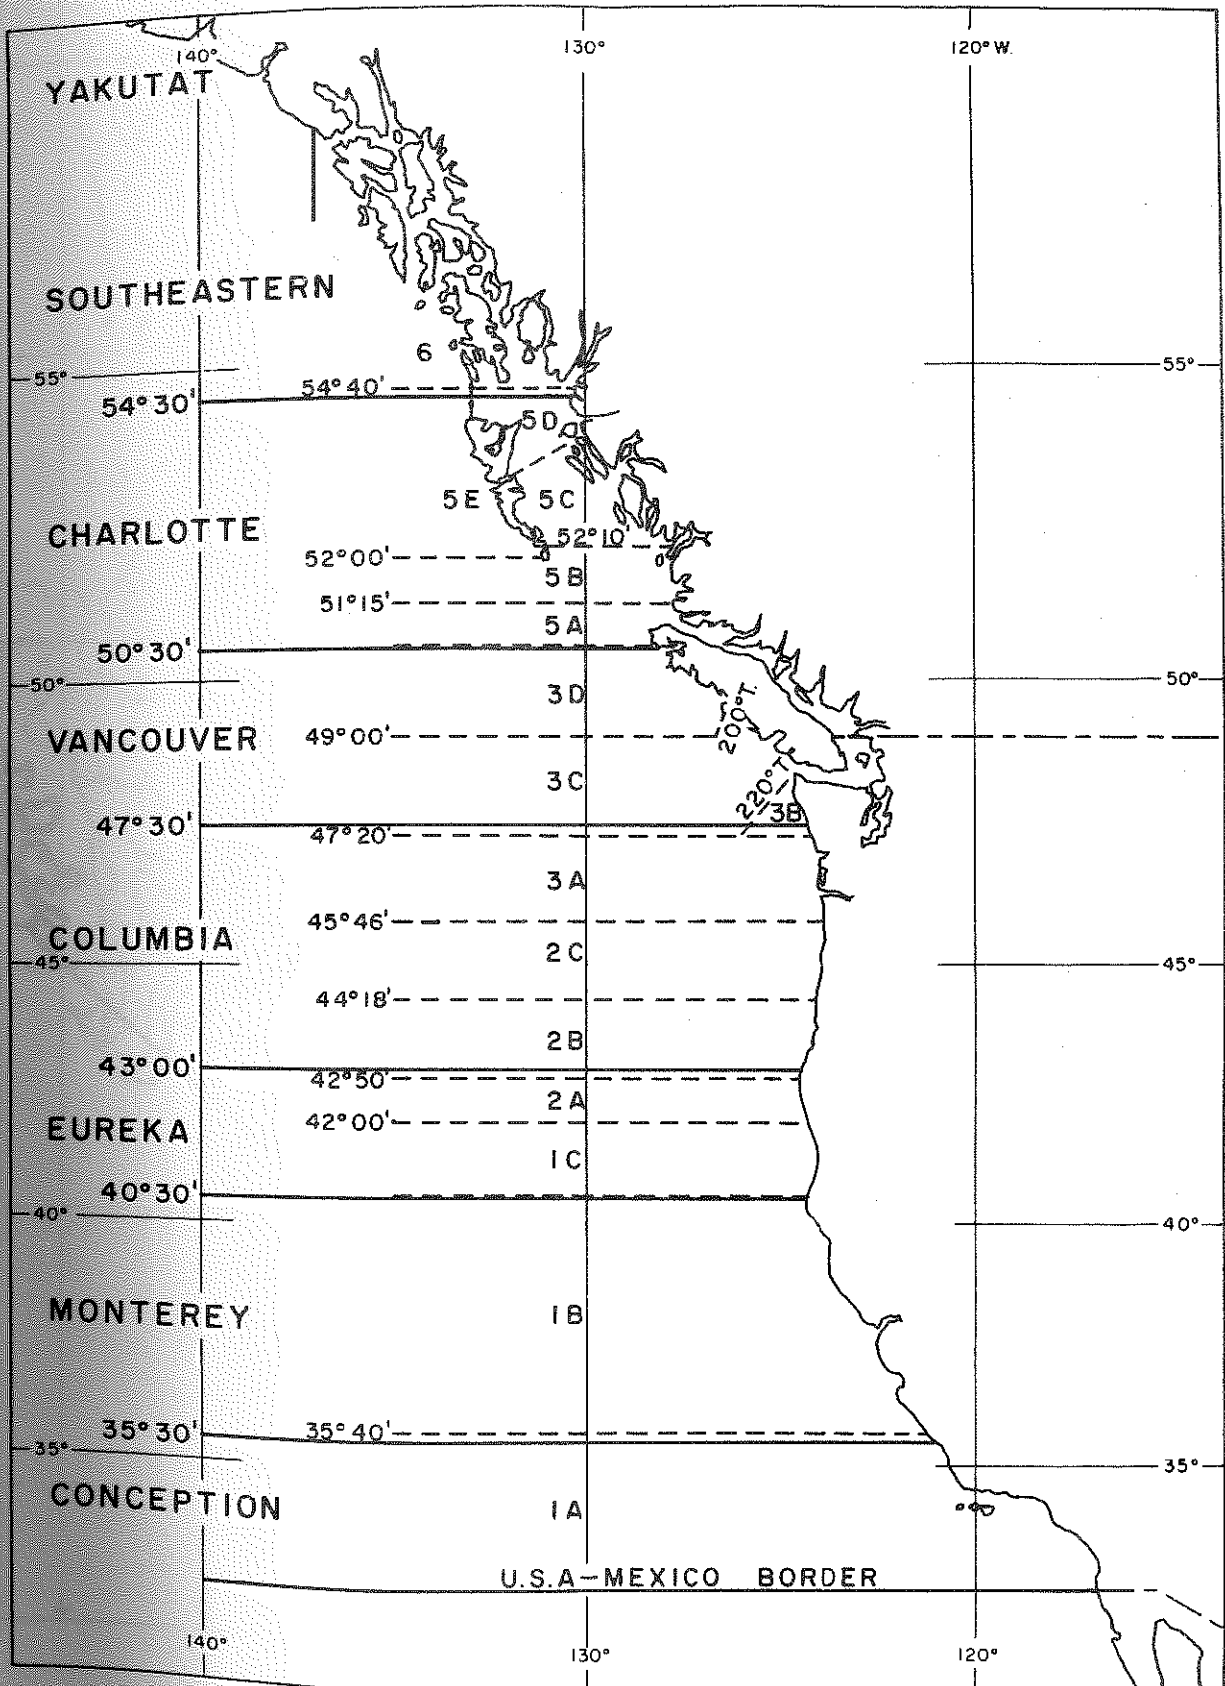 130°
120° W.
140°
YAKUTAT
SOUTHEASTERN
6
55°
55°
54°40'
54°30'
5D
5E
5C
CHARLOTTE
52°10'
52°00'
5B
51°15'
5A
50°30'
50°
50°
3D
200°T.
VANCOUVER
49°00'
3C
220°T.
3B
47°30'
47°20'
3A
45°46'
COLUMBIA
2C
45°
45°
44°18'
2B
43°00'
42°50'
2A
EUREKA
42°00'
1C
40°30'
40°
40°
MONTEREY
1B
35°30'
35°40'
35°
35°
CONCEPTION
1A
U.S.A-MEXICO BORDER
140°
130°
120°